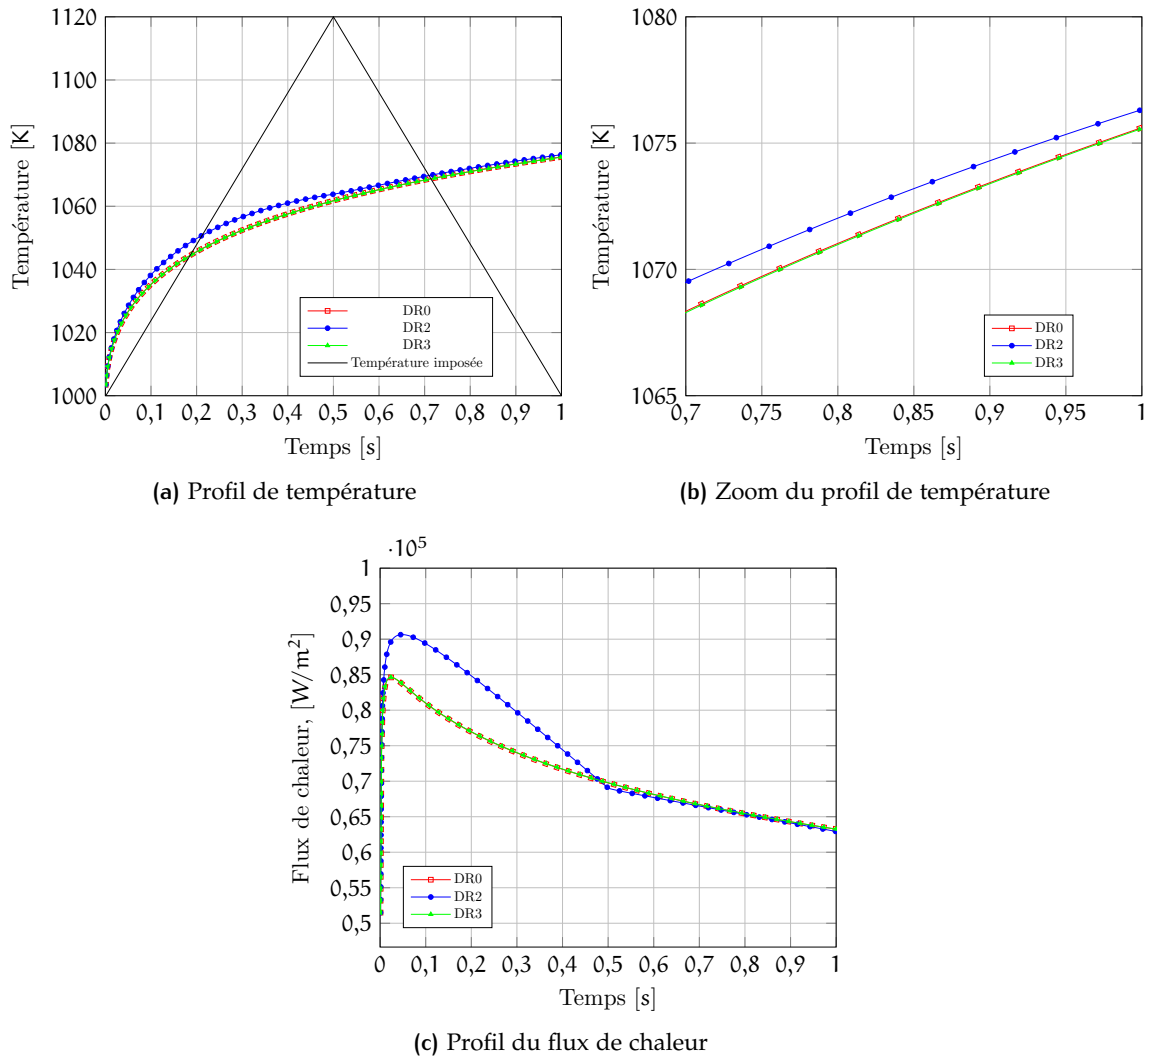 1120
1100
1080
1060
1040
1020
1000
Température [K]
0 0,1 0,2 0,3 0,4 0,5 0,6 0,7 0,8 0,9 1
Temps [s]
DR0
DR2
DR3
Température imposée
(a) Profil de température
1080
1075
1070
1065
Température [K]
0,7 0,75 0,8 0,85 0,9 0,95 1
Temps [s]
DR0
DR2
DR3
(b) Zoom du profil de température
·10⁵
1
0,95
0,9
0,85
0,8
0,75
0,7
0,65
0,6
0,55
0,5
Flux de chaleur, [W/m²]
0 0,1 0,2 0,3 0,4 0,5 0,6 0,7 0,8 0,9 1
Temps [s]
DR0
DR2
DR3
(c) Profil du flux de chaleur